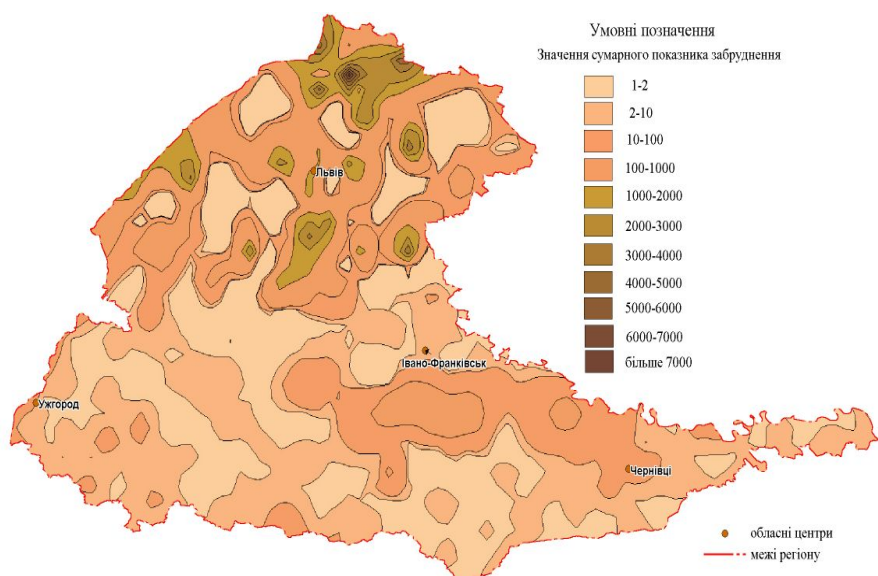 Умовні позначення
Значення сумарного показника забруднення
1-2
2-10
10-100
100-1000
1000-2000
2000-3000
3000-4000
4000-5000
5000-6000
6000-7000
більше 7000
Львів
Івано-Франківськ
Ужгород
Чернівці
обласні центри
межі регіону